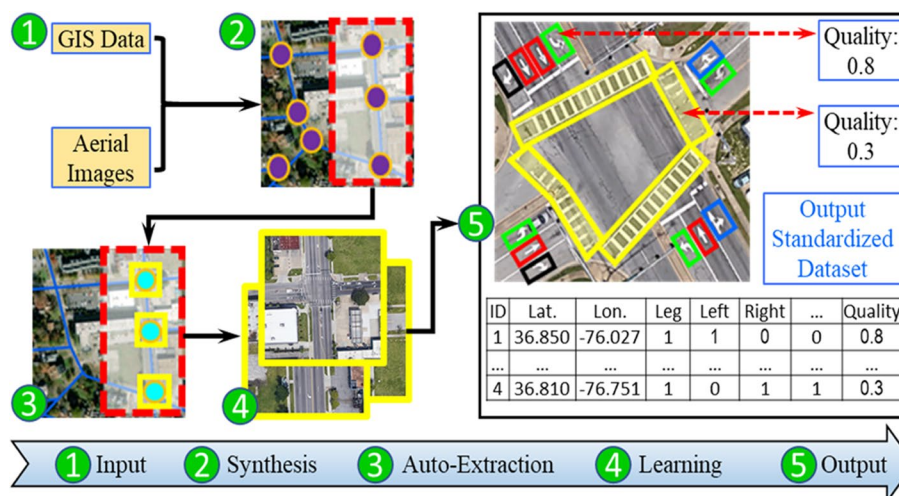 1
GIS Data
Aerial
Images
2
3
4
5
Quality:
0.8
Quality:
0.3
Output
Standardized
Dataset
ID Lat. Lon. Leg Left Right ... Quality
1 36.850 -76.027 1 1 0 0 0.8
... ... ... ...
4 36.810 -76.751 1 0 1 1 0.3
1 Input 2 Synthesis 3 Auto-Extraction 4 Learning 5 Output